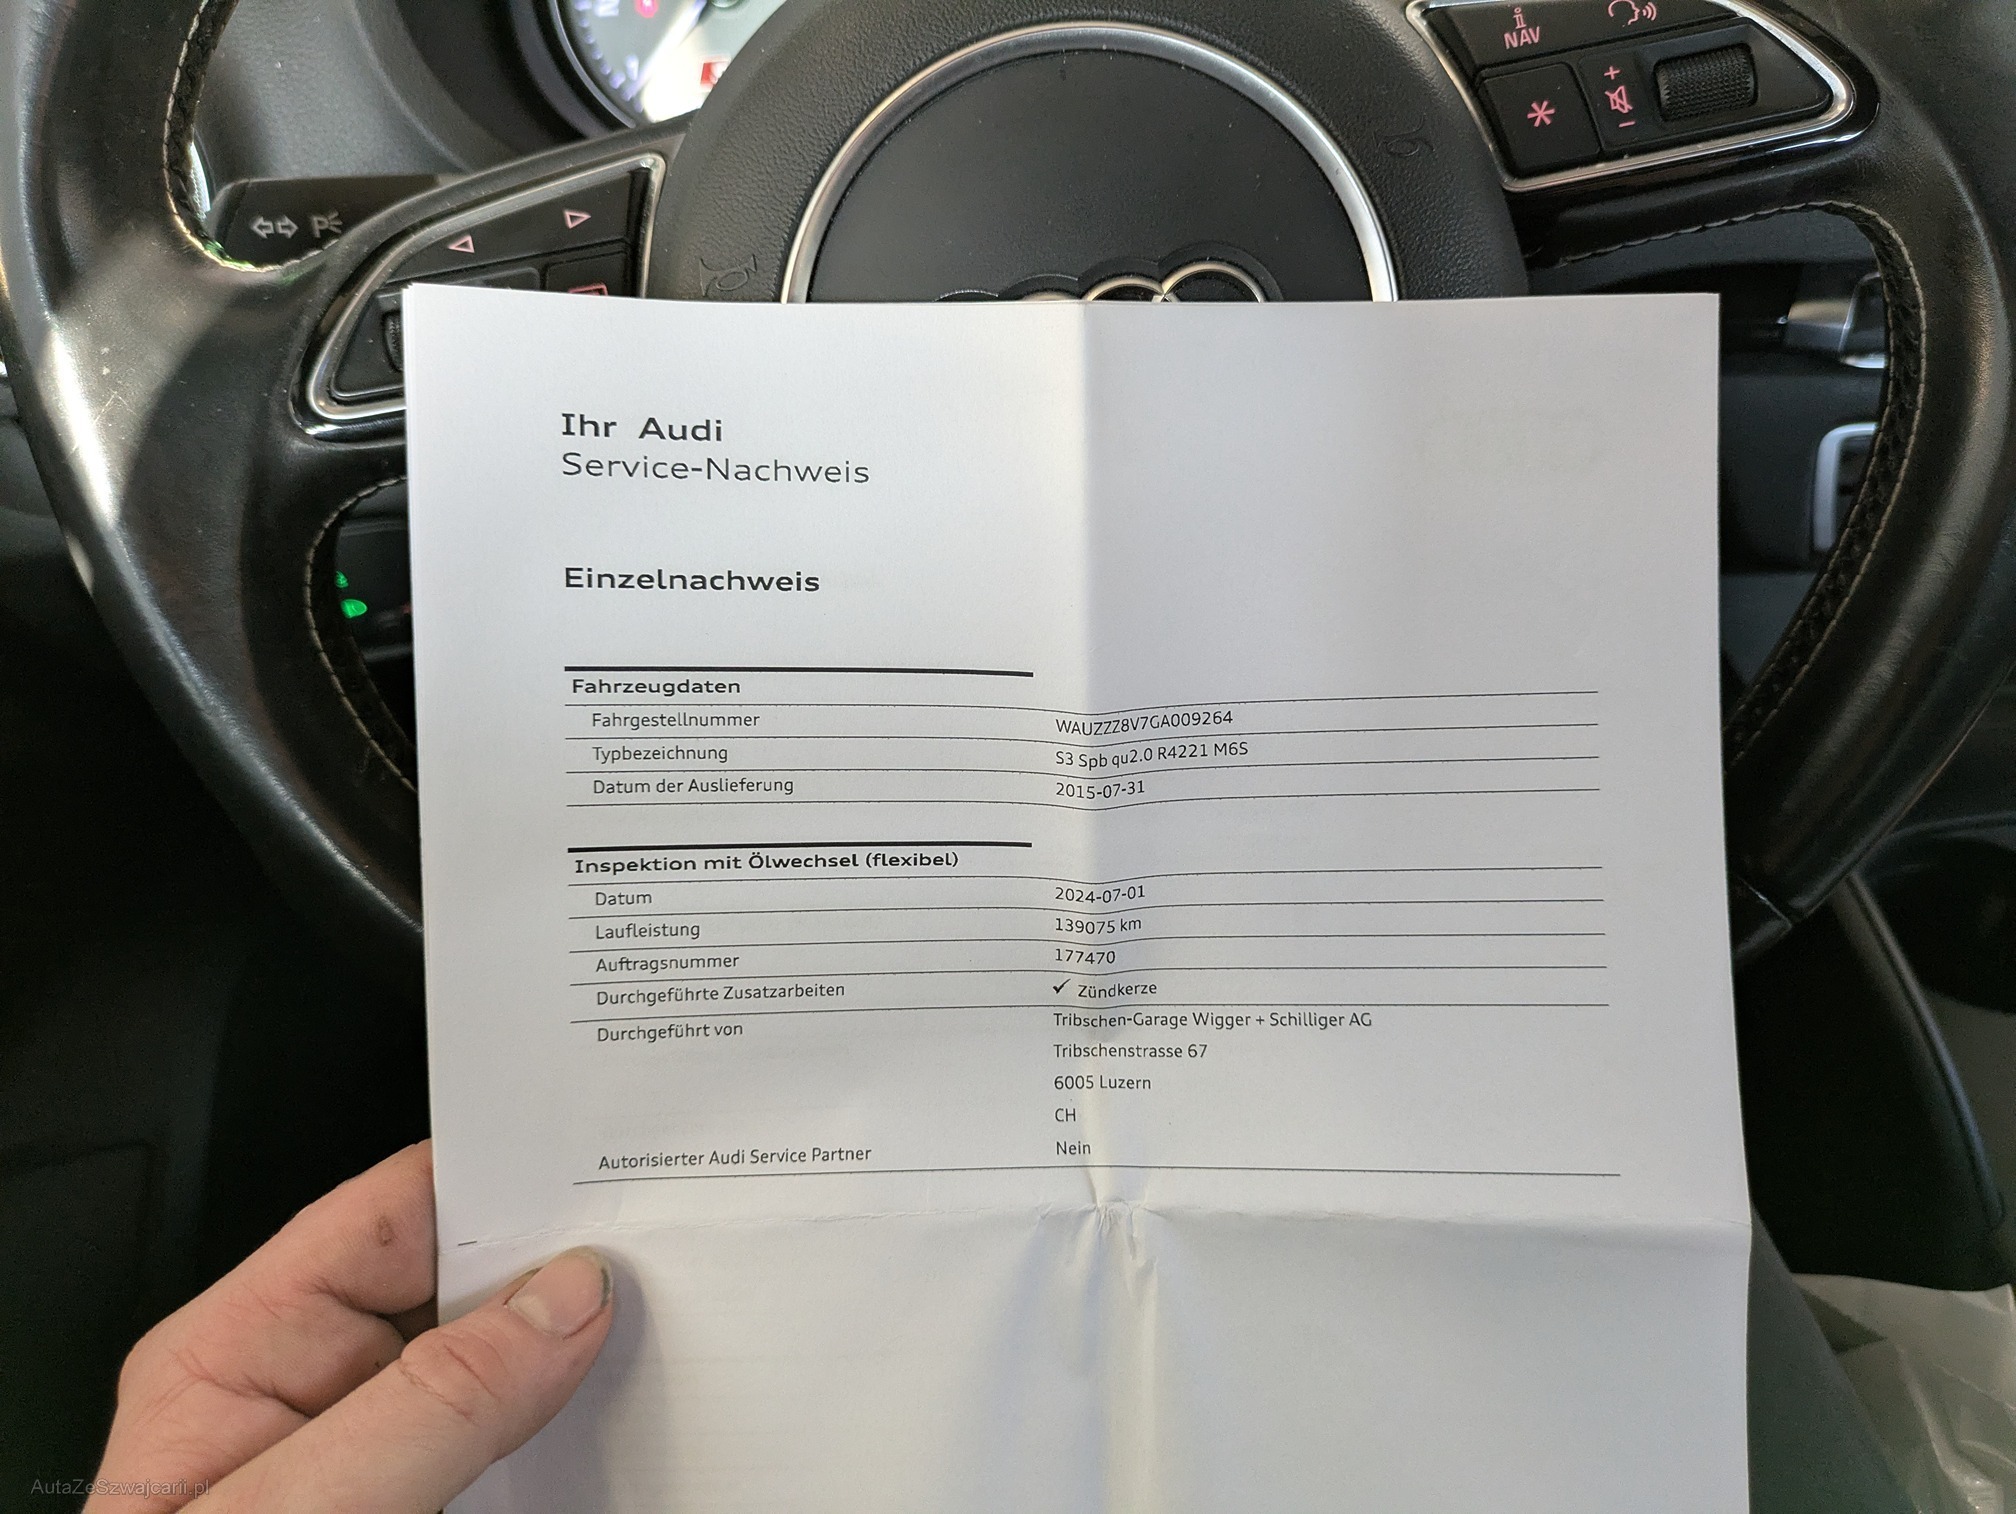 NAV
+
-
P
Ihr Audi
Service-Nachweis
Einzelnachweis
Fahrzeugdaten
Fahrgestellnummer WAUZZZ8V7GA009264
Typbezeichnung S3 Spb qu2.0 R4221 M6S
Datum der Auslieferung 2015-07-31
Inspektion mit Ölwechsel (flexibel)
Datum 2024-07-01
Laufleistung 139075 km
Auftragsnummer 177470
Durchgeführte Zusatzarbeiten ✓ Zündkerze
Durchgeführt von Tribschen-Garage Wigger + Schilliger AG
Tribschenstrasse 67
6005 Luzern
CH
Autorisierter Audi Service Partner Nein
AutaZeSzwajcarii.pl